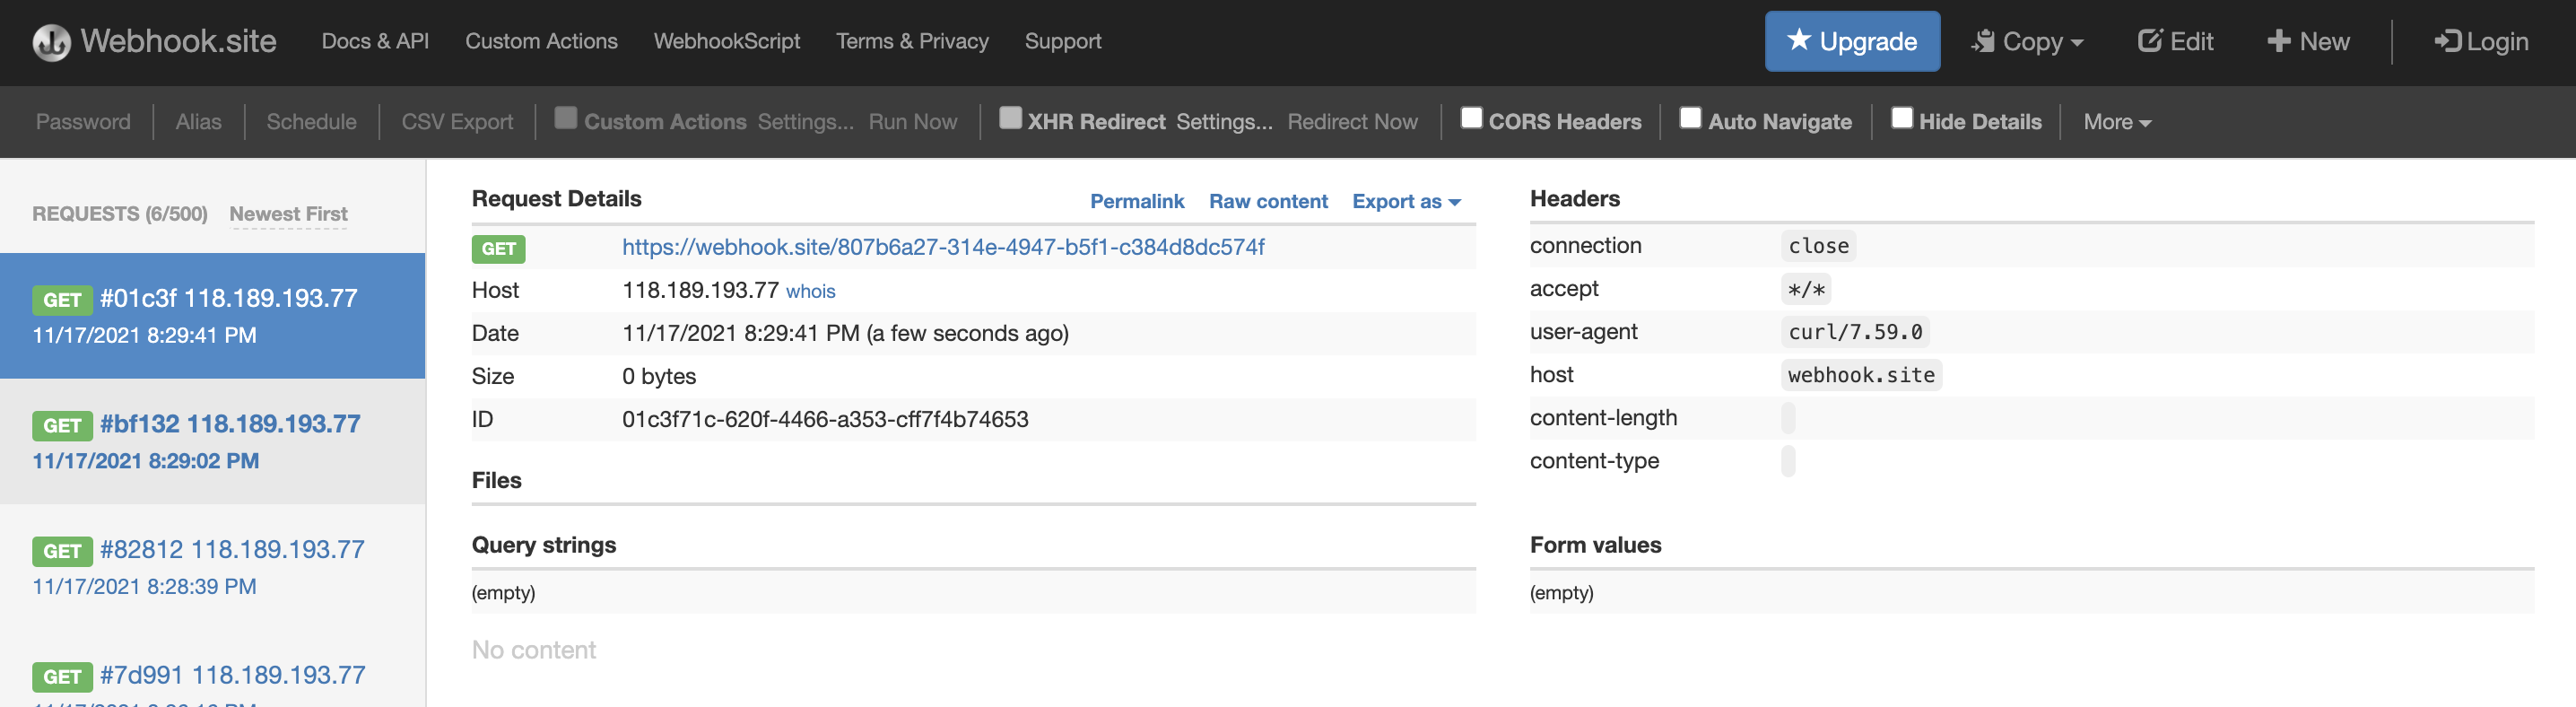 Webhook.site Docs & API Custom Actions WebhookScript Terms & Privacy Support Upgrade Copy Edit New Login
Password Alias Schedule CSV Export Custom Actions Settings... Run Now XHR Redirect Settings... Redirect Now CORS Headers Auto Navigate Hide Details More
REQUESTS (6/500) Newest First
GET #01c3f 118.189.193.77
11/17/2021 8:29:41 PM
GET #bf132 118.189.193.77
11/17/2021 8:29:02 PM
GET #82812 118.189.193.77
11/17/2021 8:28:39 PM
GET #7d991 118.189.193.77
Request Details Permalink Raw content Export as
GET https://webhook.site/807b6a27-314e-4947-b5f1-c384d8dc574f
Host 118.189.193.77 whois
Date 11/17/2021 8:29:41 PM (a few seconds ago)
Size 0 bytes
ID 01c3f71c-620f-4466-a353-cff7f4b74653
Files
Query strings
(empty)
No content
Headers
connection close
accept */*
user-agent curl/7.59.0
host webhook.site
content-length
content-type
Form values
(empty)